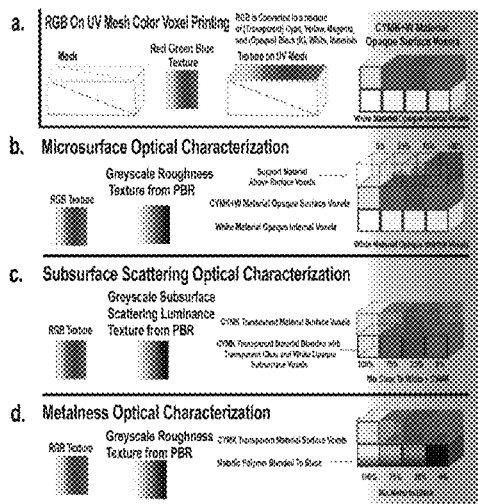 a. RGB On UV Mesh Color Voxel Printing
RGB is Converted to a mixture
of (Transparent) Cyan, Yellow, Magenta,
and (Opaque) Black (K), White, Materials
CYMK+W Material
Opaque Surface Voxels
Mesh
Red Green Blue
Texture
Texture on UV Mesh
White Material Opaque Internal Voxels
b. Microsurface Optical Characterization
RGB Texture
Greyscale Roughness
Texture from PBR
Support Material
Above Surface Voxels
CYMK+W Material Opaque Surface Voxels
White Material Opaque Internal Voxels
White Material Opaque Internal Voxels
c. Subsurface Scattering Optical Characterization
RGB Texture
Greyscale Subsurface
Scattering Luminance
Texture from PBR
CYMK Transparent Material Surface Voxels
CYMK Transparent Material Blended with
Transparent Clear and White Opaque
Subsurface Voxels
100%
d. Metalness Optical Characterization
RGB Texture
Greyscale Roughness
Texture from PBR
CYMK Transparent Material Surface Voxels
Metallic Polymer Blended To Black
100%